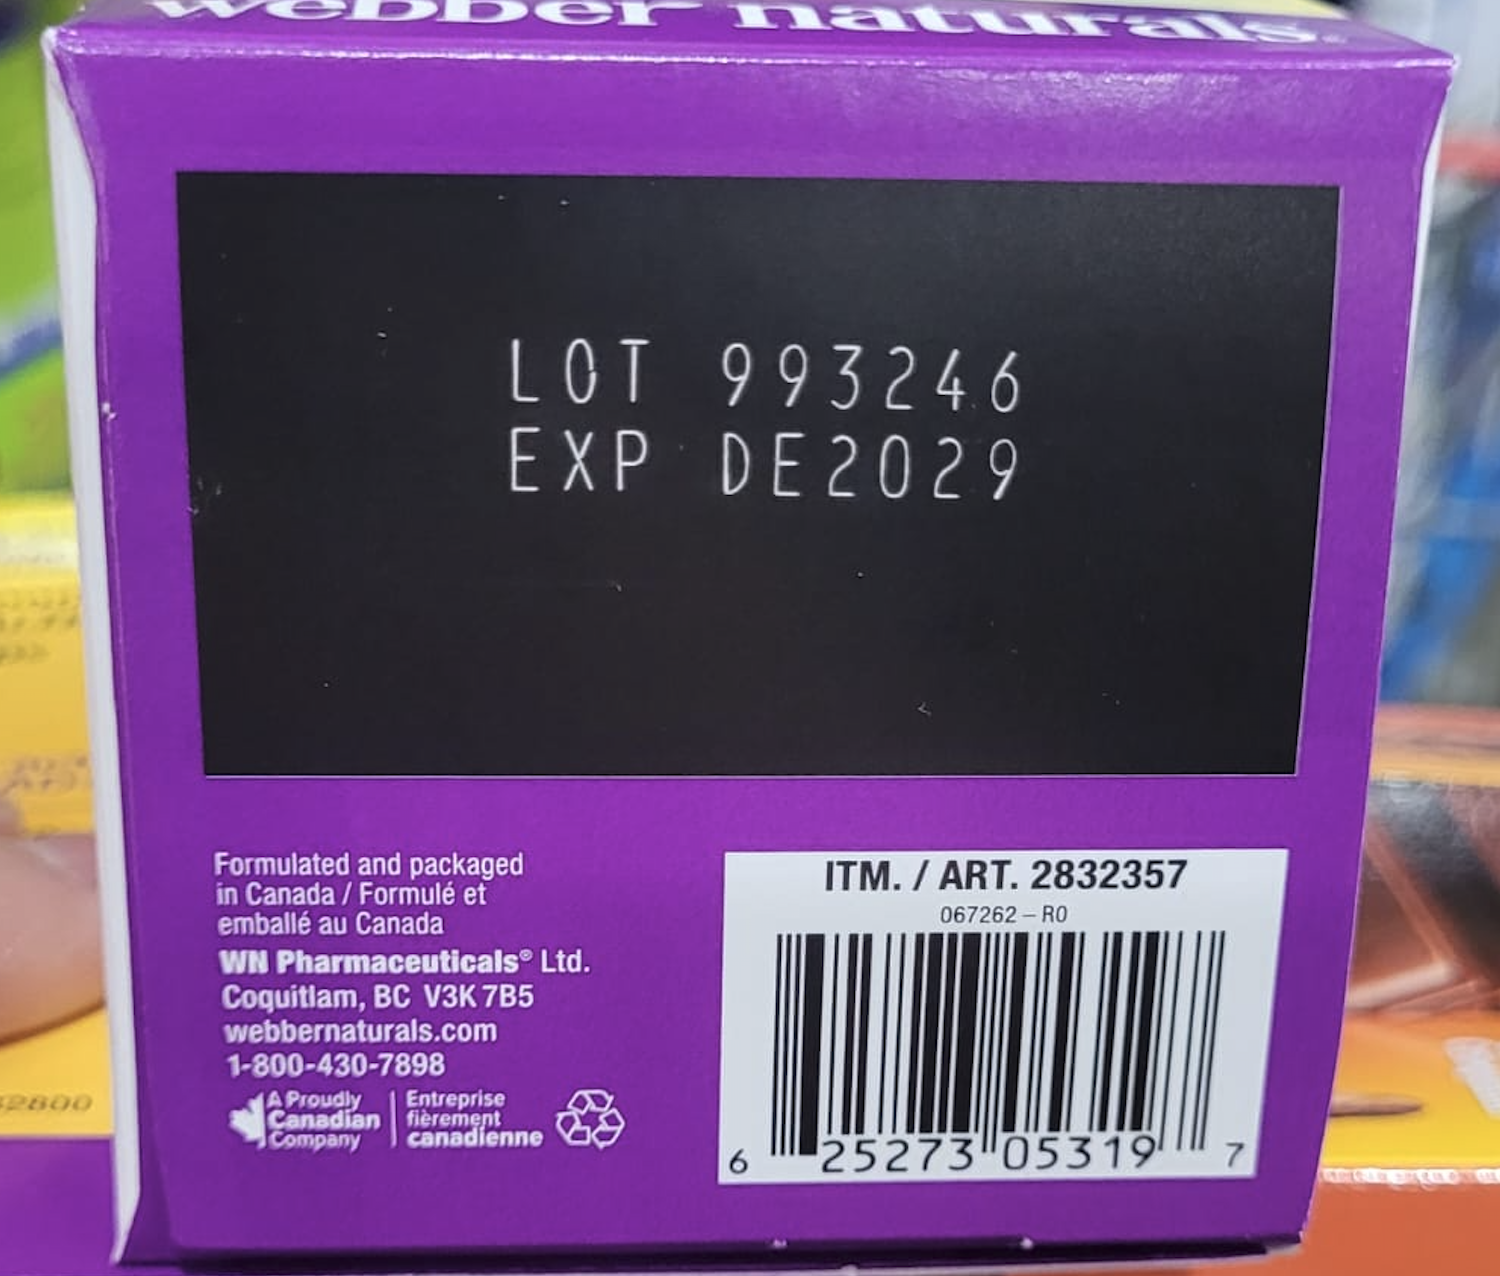 webber naturals
LOT 993246
EXP DE2029
Formulated and packaged
in Canada / Formulé et
emballé au Canada
WN Pharmaceuticals® Ltd.
Coquitlam, BC V3K 7B5
webbernaturals.com
1-800-430-7898
A Proudly
Canadian
Company
Entreprise
fièrement
canadienne
ITM. / ART. 2832357
067262 – R0
6 25273 05319 7
2800